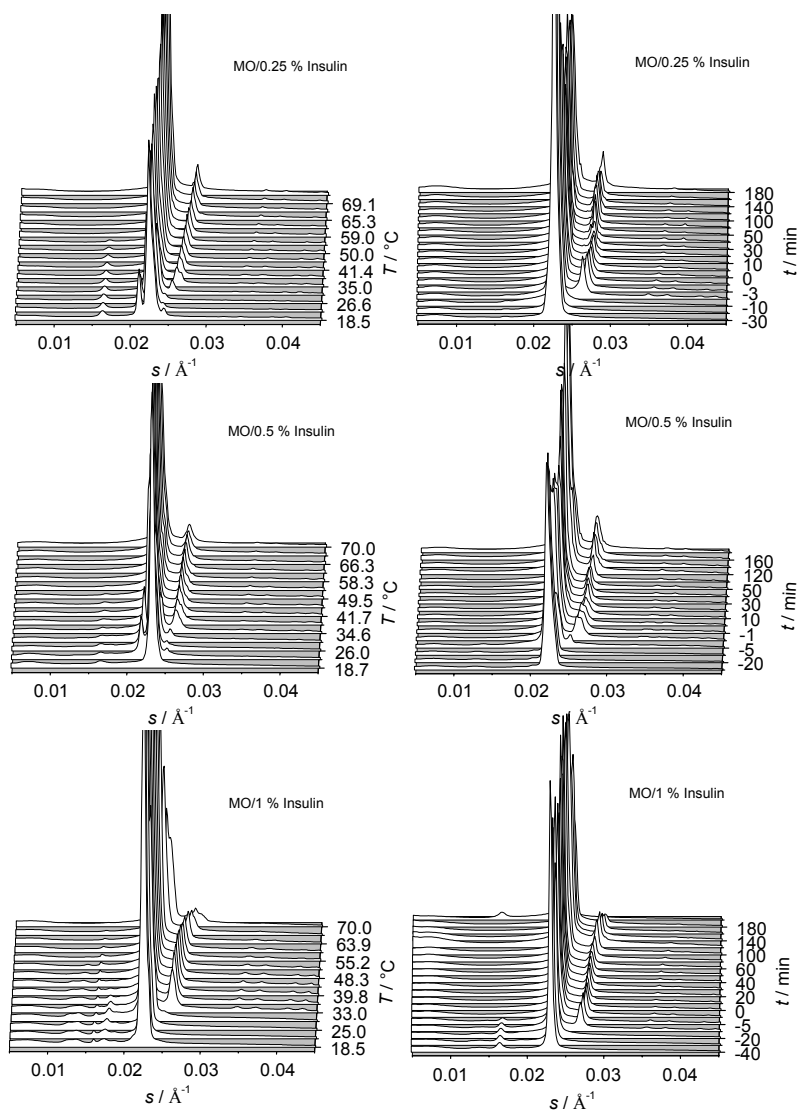 MO/0.25 % Insulin
69.1
65.3
59.0
50.0
41.4
35.0
26.6
18.5
T / °C
0.01 0.02 0.03 0.04
s / Å-1
MO/0.25 % Insulin
180
140
100
50
30
10
0
-3
-10
-30
t / min
0.01 0.02 0.03 0.04
s / Å-1
MO/0.5 % Insulin
70.0
66.3
58.3
49.5
41.7
34.6
26.0
18.7
T / °C
0.01 0.02 0.03 0.04
s / Å-1
MO/0.5 % Insulin
160
120
50
30
10
-1
-5
-20
t / min
0.01 0.02 0.03 0.04
s / Å-1
MO/1 % Insulin
70.0
63.9
55.2
48.3
39.8
33.0
25.0
18.5
T / °C
0.01 0.02 0.03 0.04
s / Å-1
MO/1 % Insulin
180
140
100
60
40
20
0
-5
-20
-40
t / min
0.01 0.02 0.03 0.04
s / Å-1